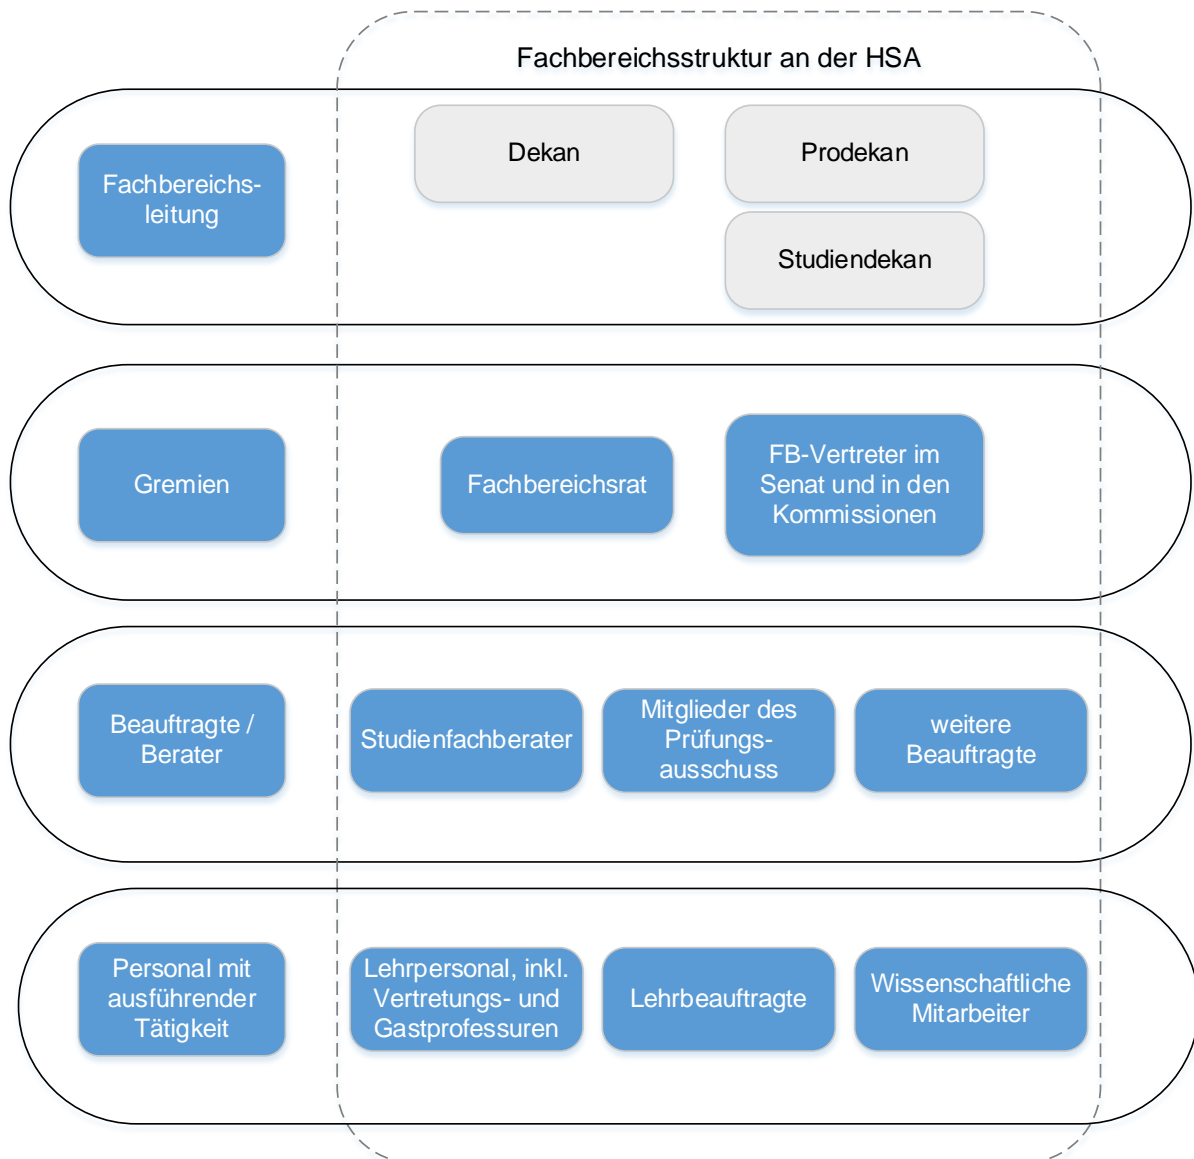 Fachbereichsstruktur an der HSA
Fachbereichs-
leitung
Dekan
Prodekan
Studiendekan
Gremien
Fachbereichsrat
FB-Vertreter im
Senat und in den
Kommissionen
Beauftragte /
Berater
Studienfachberater
Mitglieder des
Prüfungs-
ausschuss
weitere
Beauftragte
Personal mit
ausführender
Tätigkeit
Lehrpersonal, inkl.
Vertretungs- und
Gastprofessuren
Lehrbeauftragte
Wissenschaftliche
Mitarbeiter